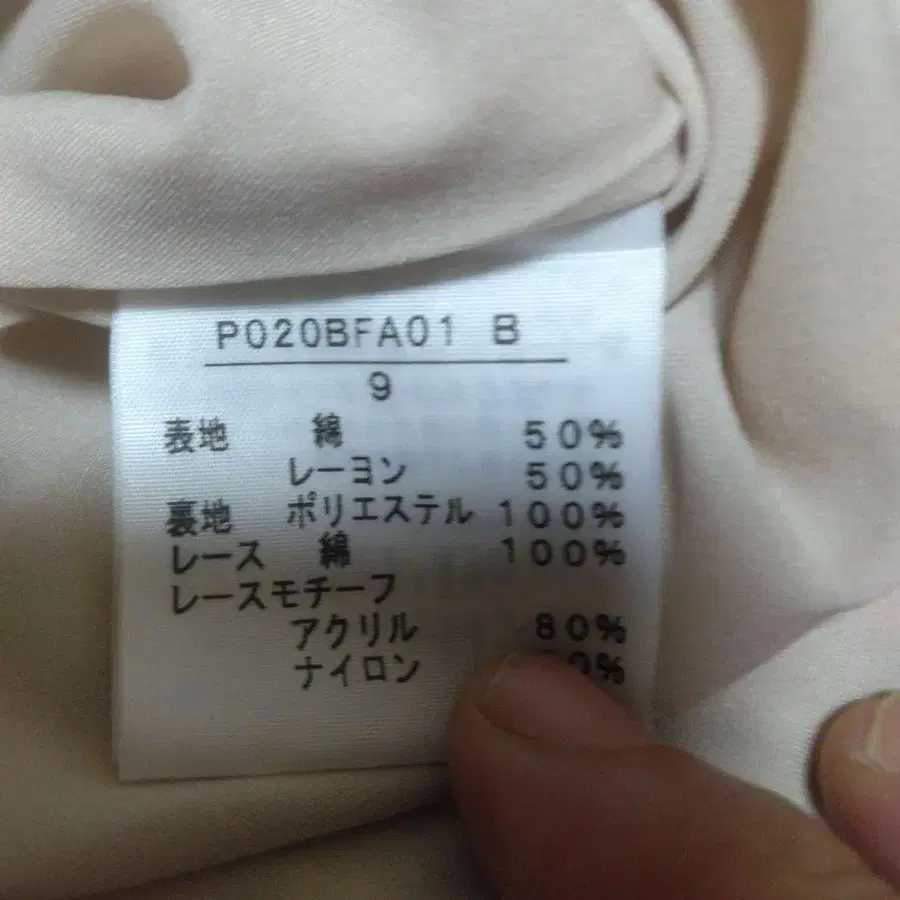 P020BFA01 B
9
表地 綿 50%
レーヨン 50%
裏地 ポリエステル 100%
レース 綿 100%
レースモチーフ
アクリル 80%
ナイロン